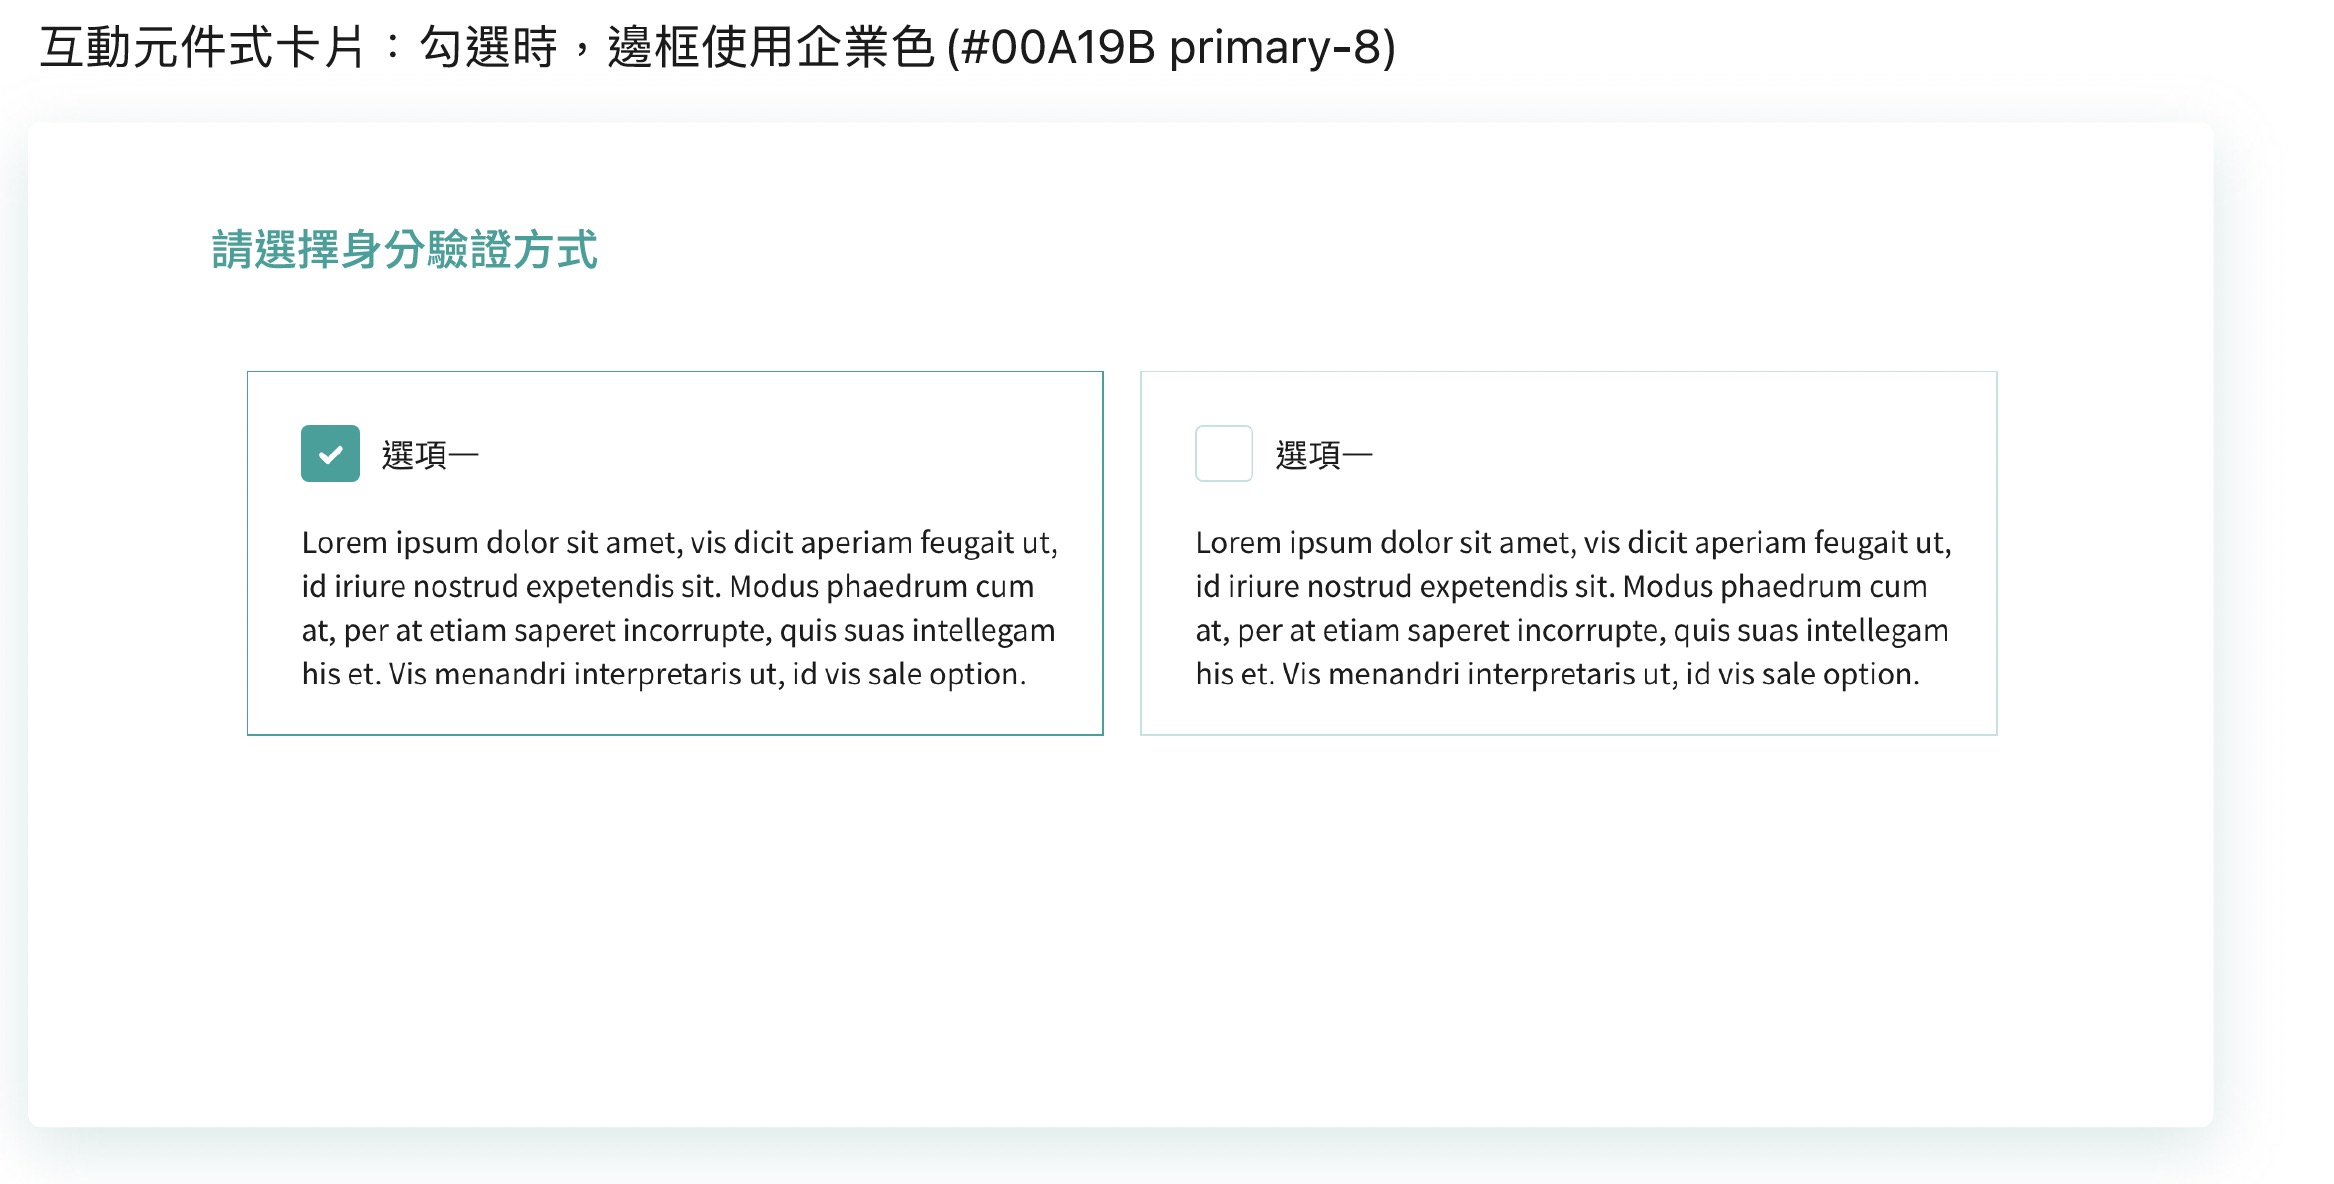 互動元件式卡片：勾選時，邊框使用企業色 (#00A19B primary-8)
請選擇身分驗證方式
選項一
Lorem ipsum dolor sit amet, vis dicit aperiam feugait ut,
id iriure nostrud expetendis sit. Modus phaedrum cum
at, per at etiam saperet incorrupte, quis suas intellegam
his et. Vis menandri interpretaris ut, id vis sale option.
選項一
Lorem ipsum dolor sit amet, vis dicit aperiam feugait ut,
id iriure nostrud expetendis sit. Modus phaedrum cum
at, per at etiam saperet incorrupte, quis suas intellegam
his et. Vis menandri interpretaris ut, id vis sale option.